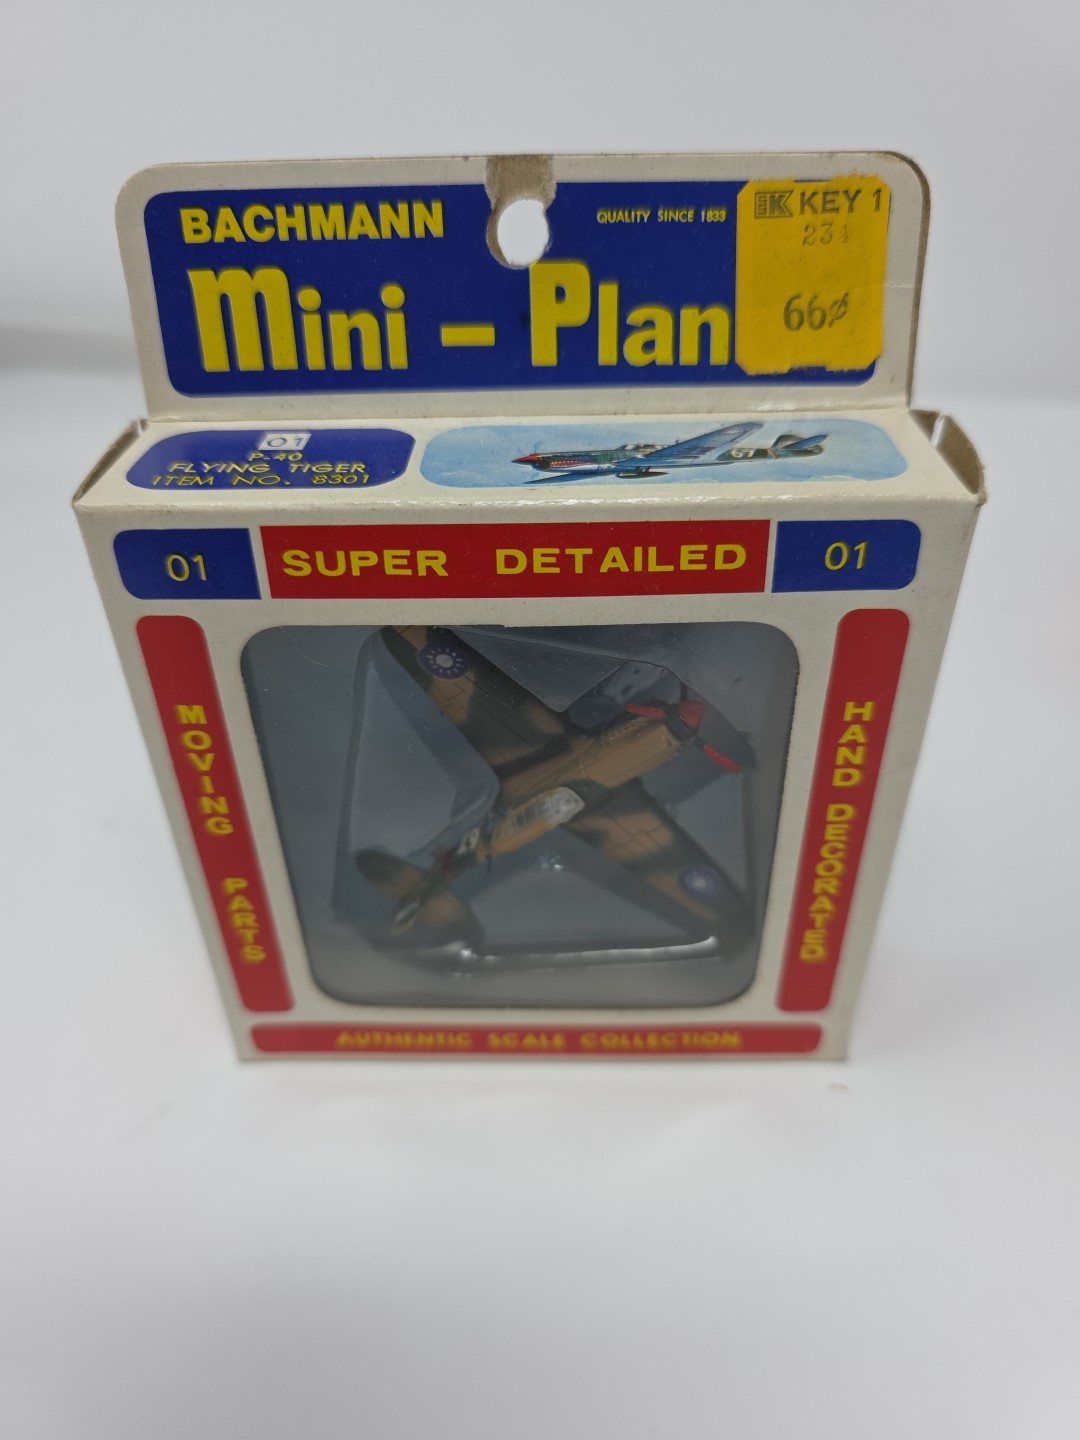 BACHMANN
QUALITY SINCE 1833
KEY 1
66¢
Mini - Plan
01
P-40
FLYING TIGER
ITEM NO. 8301
67
01
SUPER DETAILED
01
MOVING PARTS
HAND DECORATED
AUTHENTIC SCALE COLLECTION